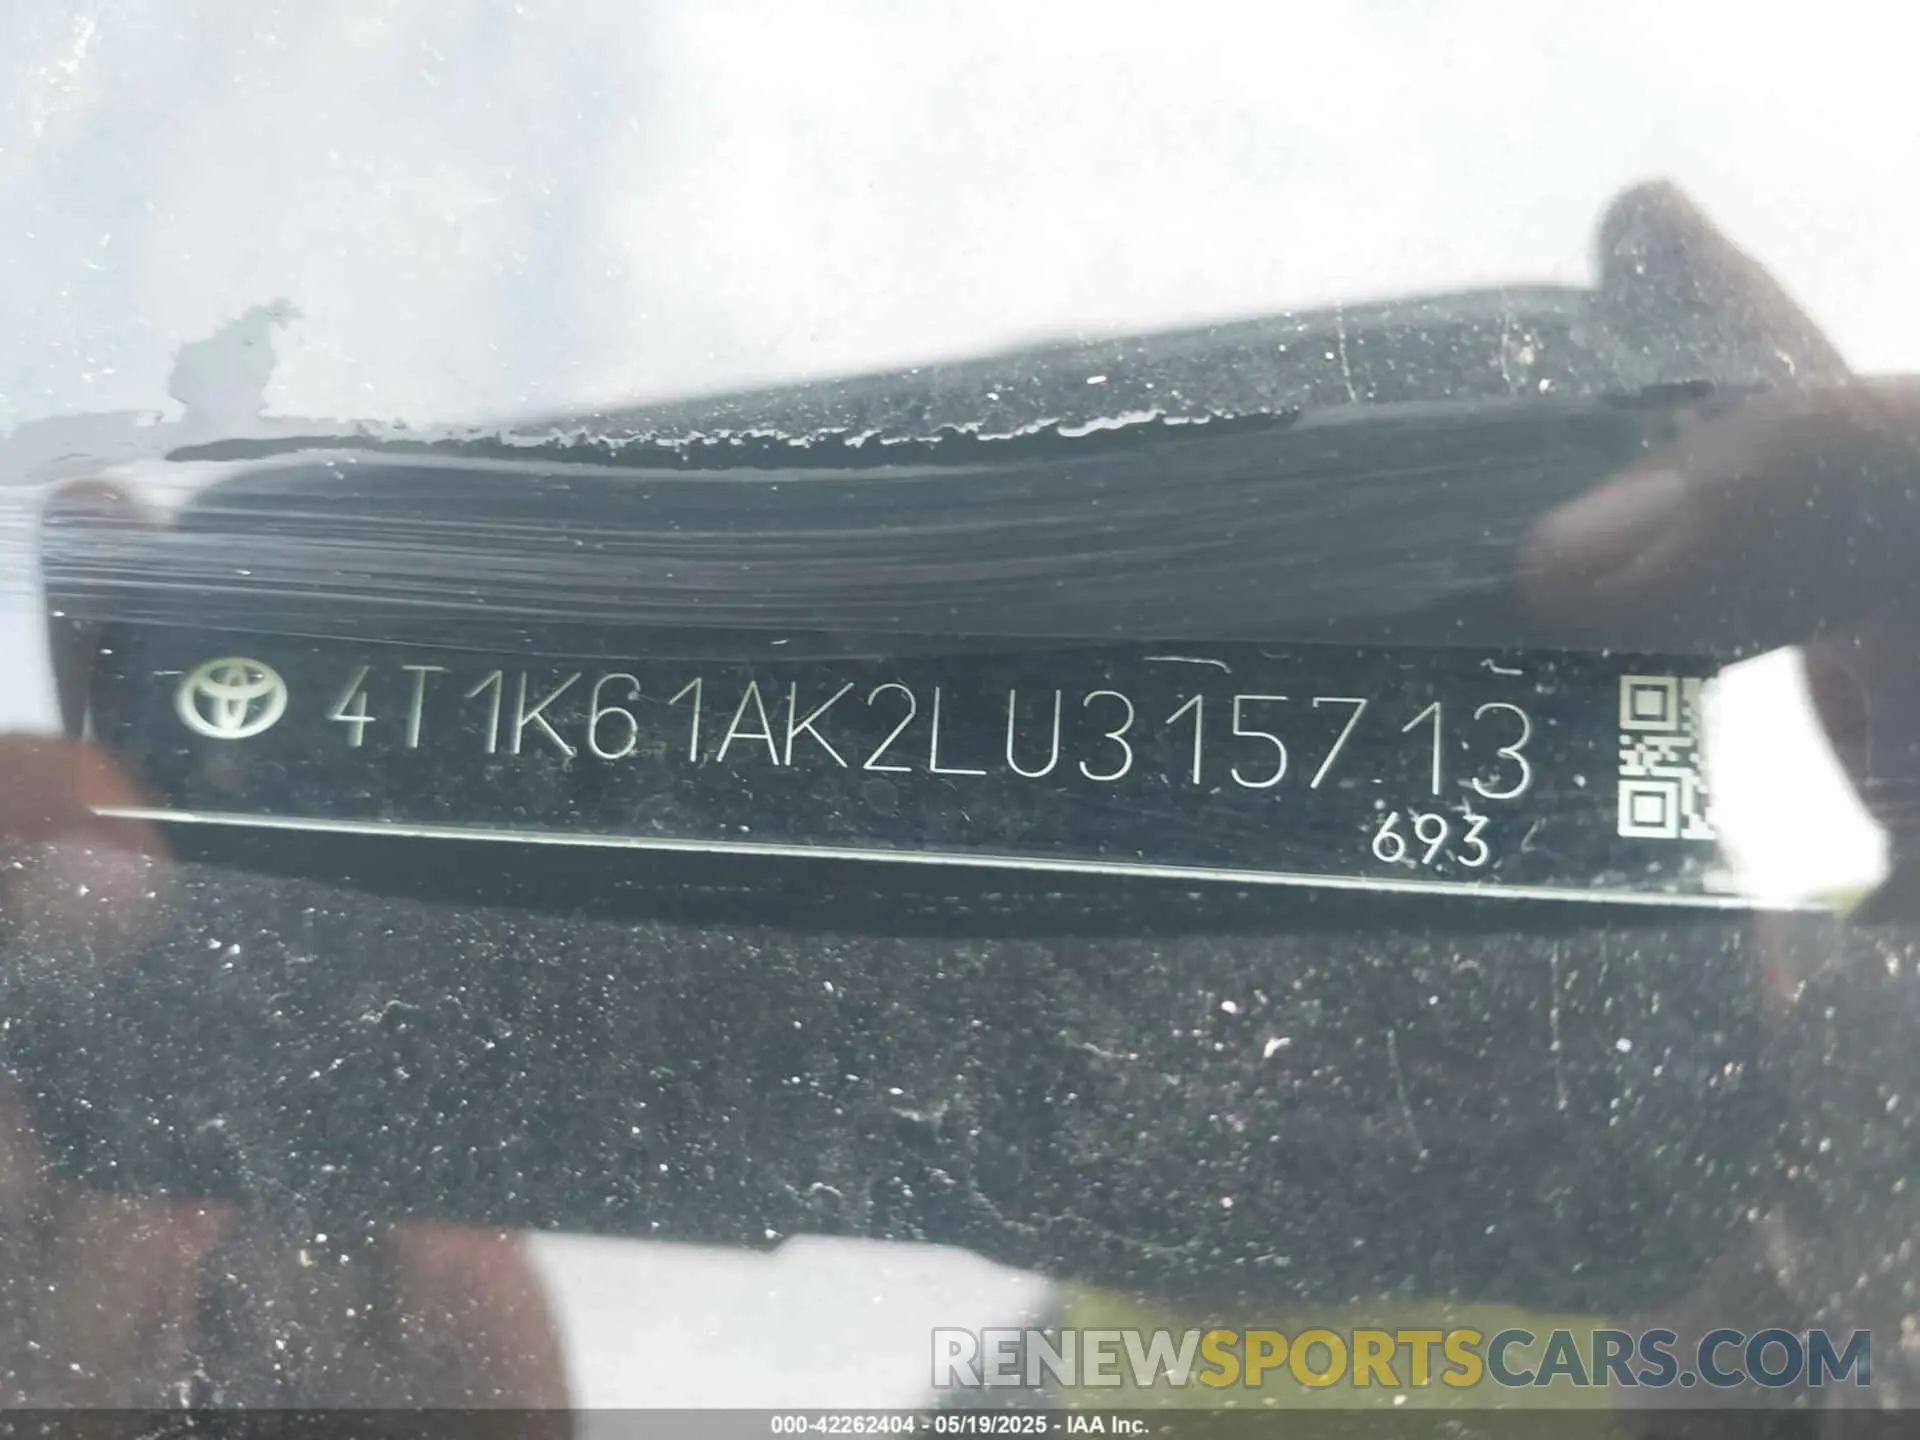 4T1K61AK2LU315713
693
RENEWSPORTSCARS.COM
000-42262404 - 05/19/2025 - IAA Inc.